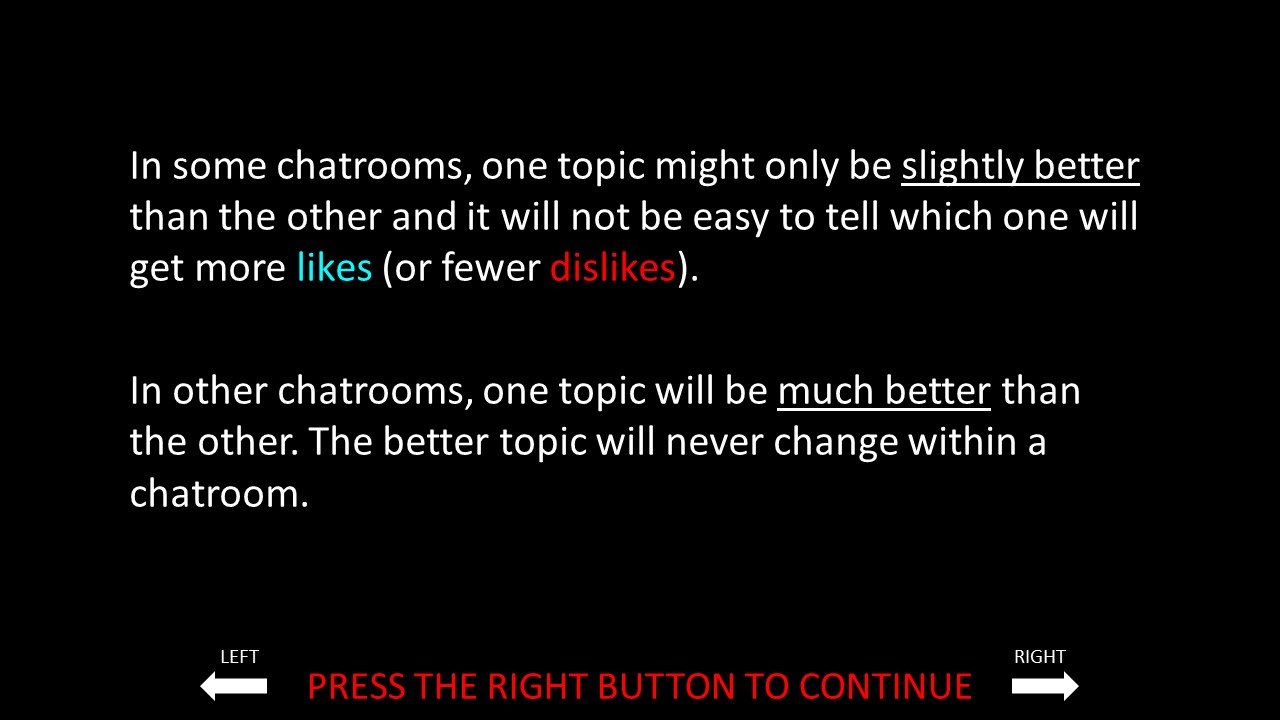 In some chatrooms, one topic might only be slightly better
than the other and it will not be easy to tell which one will
get more likes (or fewer dislikes).
In other chatrooms, one topic will be much better than
the other. The better topic will never change within a
chatroom.
LEFT
RIGHT
PRESS THE RIGHT BUTTON TO CONTINUE